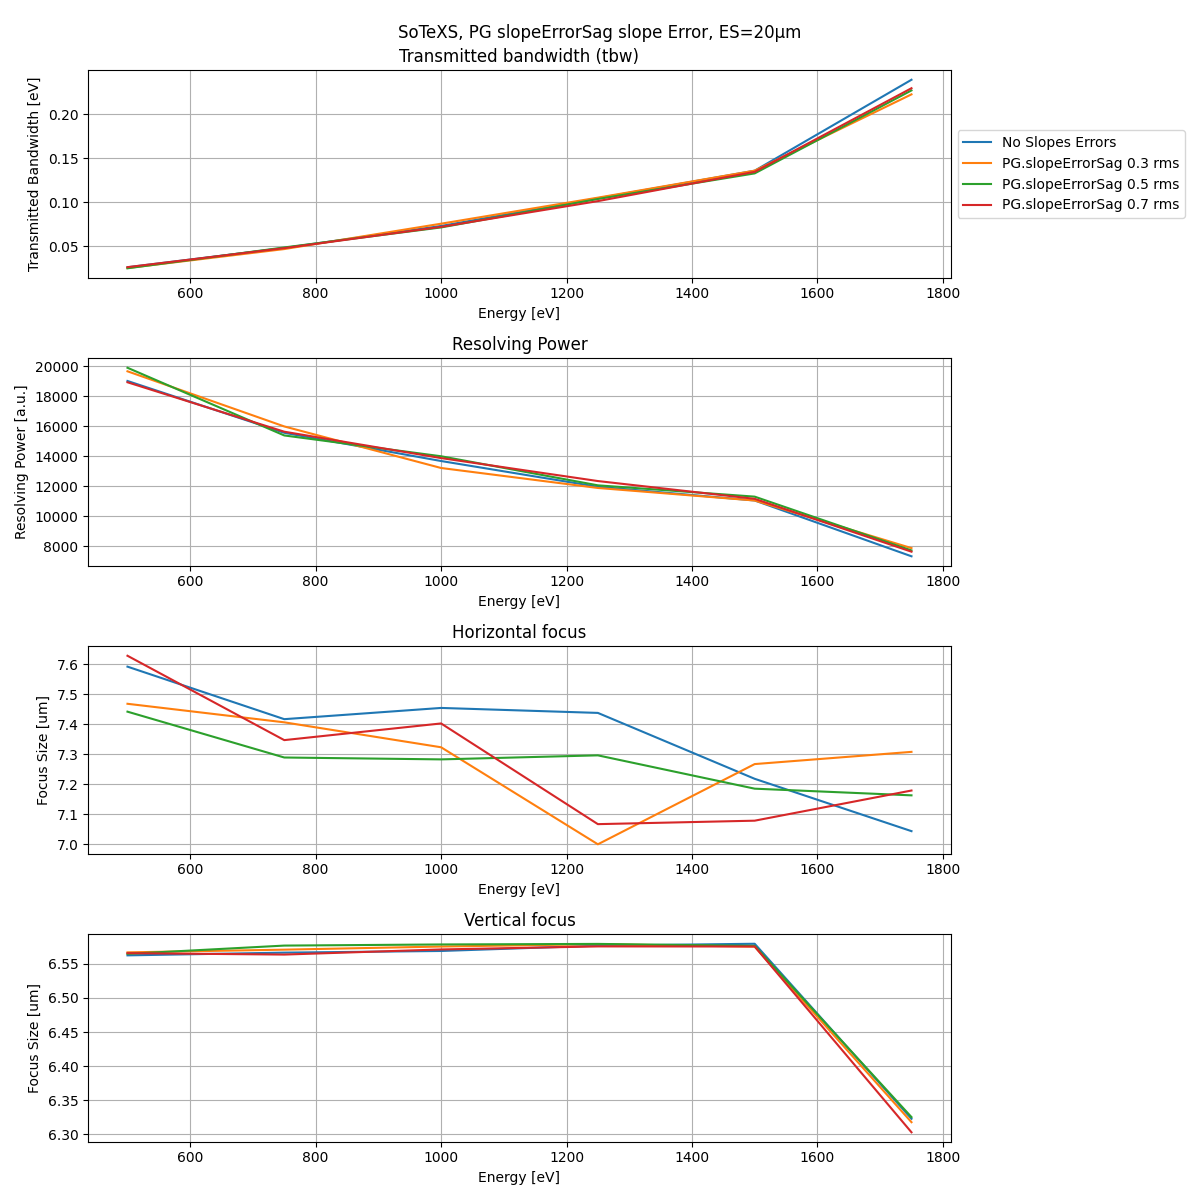 SoTeXS, PG slopeErrorSag slope Error, ES=20µm
Transmitted bandwidth (tbw)
Transmitted Bandwidth [eV]
0.20
0.15
0.10
0.05
600 800 1000 1200 1400 1600 1800
Energy [eV]
No Slopes Errors
PG.slopeErrorSag 0.3 rms
PG.slopeErrorSag 0.5 rms
PG.slopeErrorSag 0.7 rms
Resolving Power
Resolving Power [a.u.]
20000
18000
16000
14000
12000
10000
8000
600 800 1000 1200 1400 1600 1800
Energy [eV]
Horizontal focus
Focus Size [um]
7.6
7.5
7.4
7.3
7.2
7.1
7.0
600 800 1000 1200 1400 1600 1800
Energy [eV]
Vertical focus
Focus Size [um]
6.55
6.50
6.45
6.40
6.35
6.30
600 800 1000 1200 1400 1600 1800
Energy [eV]